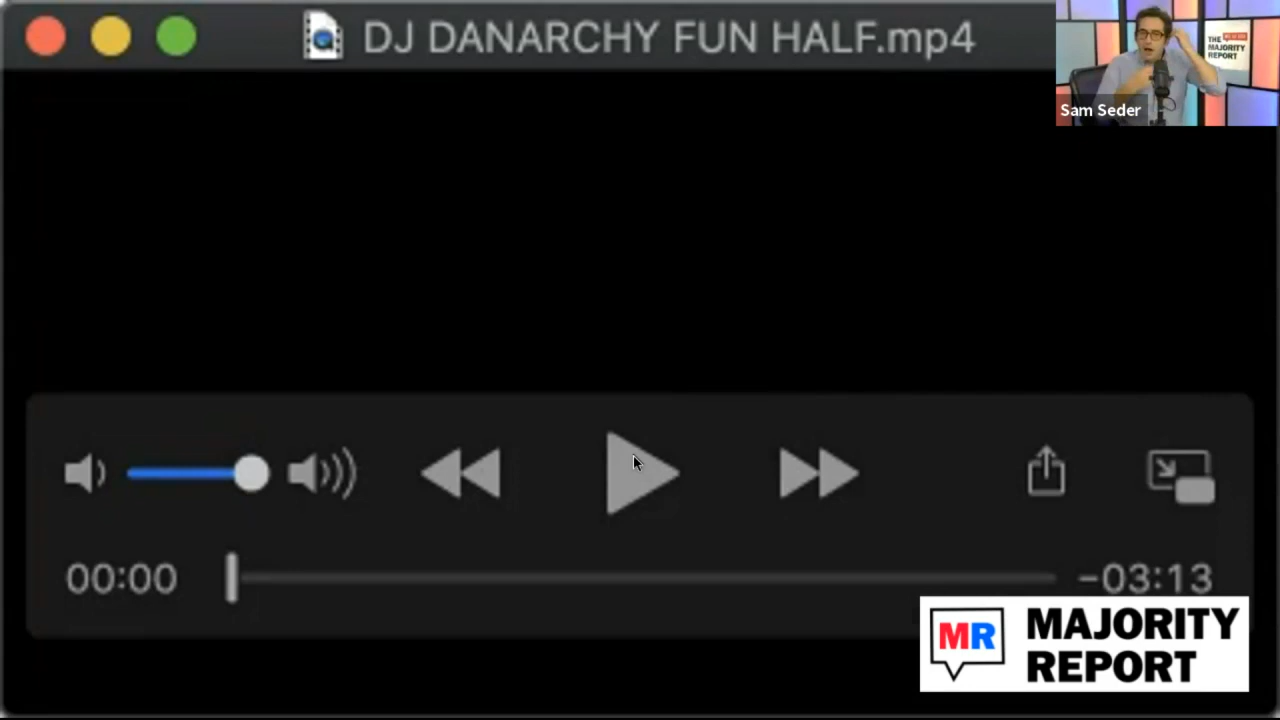 DJ DANARCHY FUN HALF.mp4
THE
MAJORITY
REPORT
Sam Seder
00:00
-03:13
MR
MAJORITY
REPORT